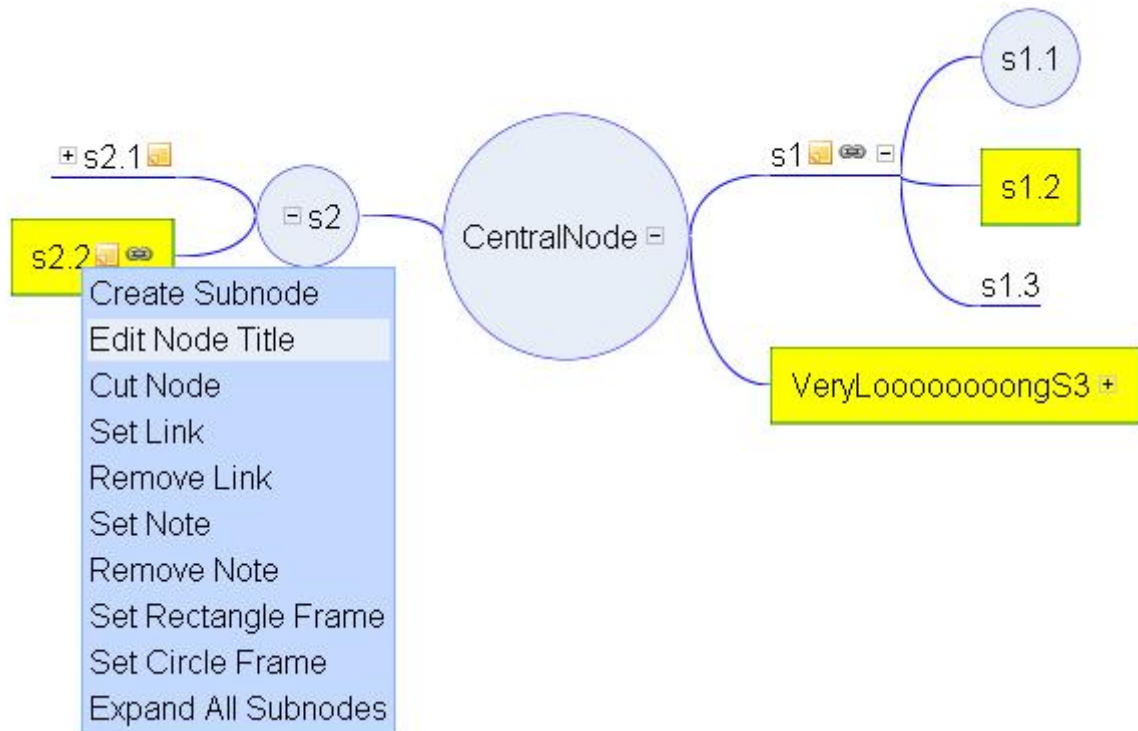 s1.1
s2.1
s1
s1.2
s2
CentralNode
s2.2
s1.3
Create Subnode
Edit Node Title
Cut Node
Set Link
Remove Link
Set Note
Remove Note
Set Rectangle Frame
Set Circle Frame
Expand All Subnodes
VeryLoooooooongS3